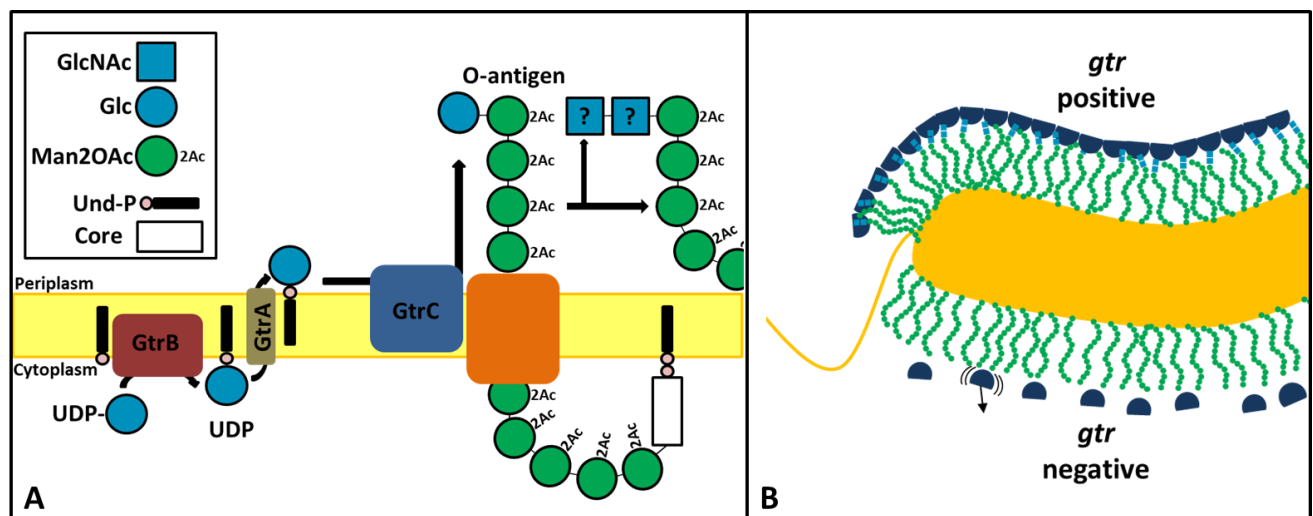 GlcNAc
Glc
Man2OAc 2Ac
Und-P
Core
O-antigen
2Ac
? ? 2Ac
2Ac
2Ac
2Ac
2Ac
2Ac
2Ac
Periplasm
GtrB
GtrA
GtrC
Cytoplasm
UDP-
UDP
2Ac
2Ac
2Ac
2Ac
2Ac
A
gtr
positive
gtr
negative
B